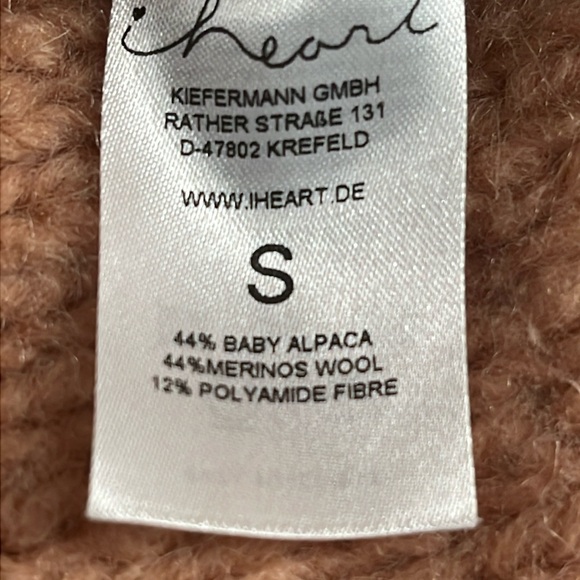 iheart
KIEFERMANN GMBH
RATHER STRAßE 131
D-47802 KREFELD
WWW.IHEART.DE
S
44% BABY ALPACA
44%MERINOS WOOL
12% POLYAMIDE FIBRE